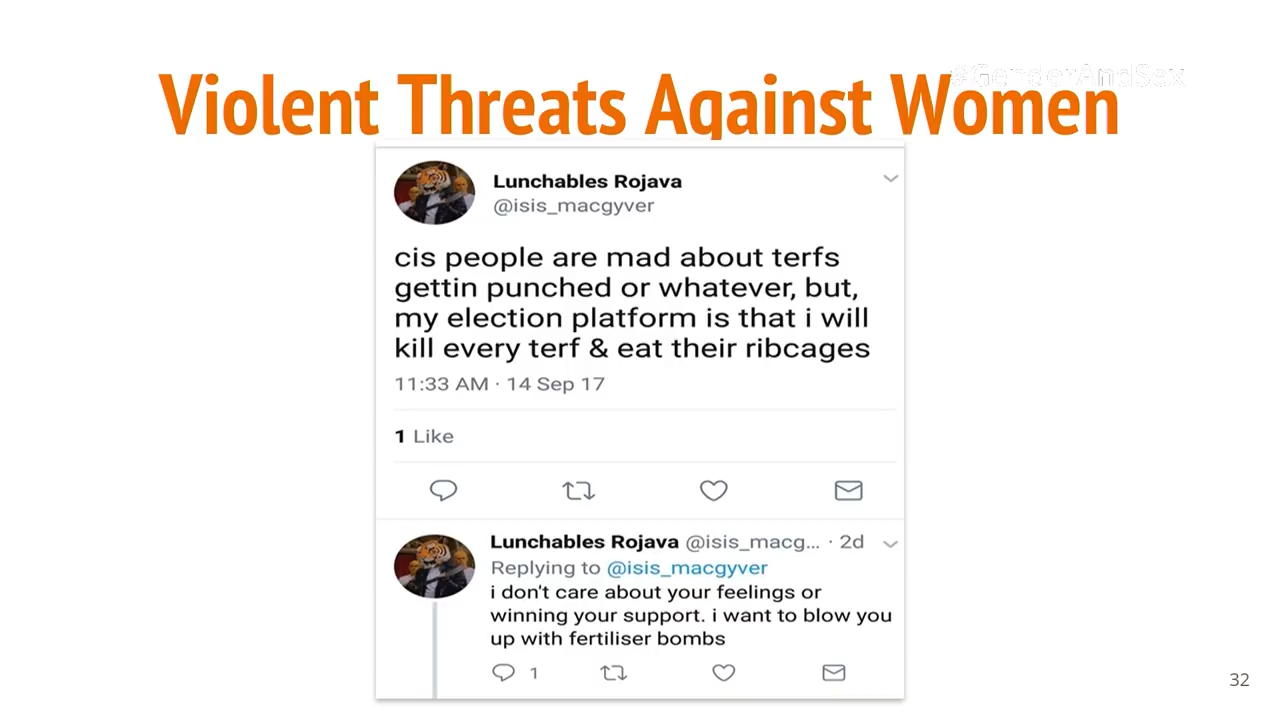 @GenderAndSex
Violent Threats Against Women
Lunchables Rojava
@isis_macgyver
cis people are mad about terfs
gettin punched or whatever, but,
my election platform is that i will
kill every terf & eat their ribcages
11:33 AM · 14 Sep 17
1 Like
Lunchables Rojava @isis_macg... · 2d
Replying to @isis_macgyver
i don't care about your feelings or
winning your support. i want to blow you
up with fertiliser bombs
1
32